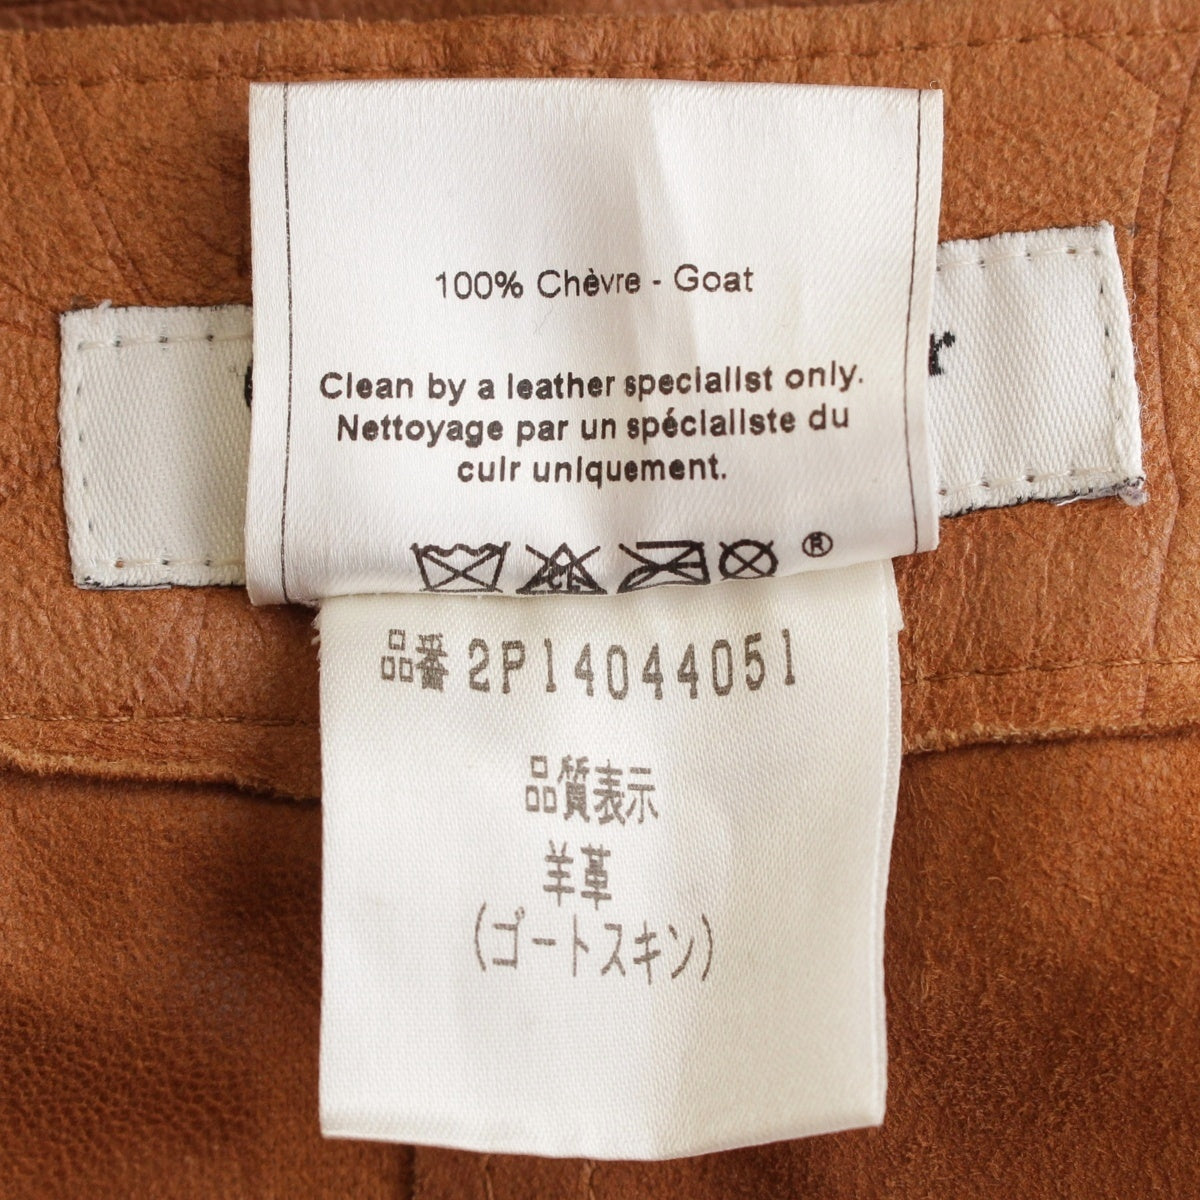 100% Chèvre - Goat
Clean by a leather specialist only.
Nettoyage par un spécialiste du
cuir uniquement.
CL
®
品番 2P14044051
品質表示
羊革
(ゴートスキン)